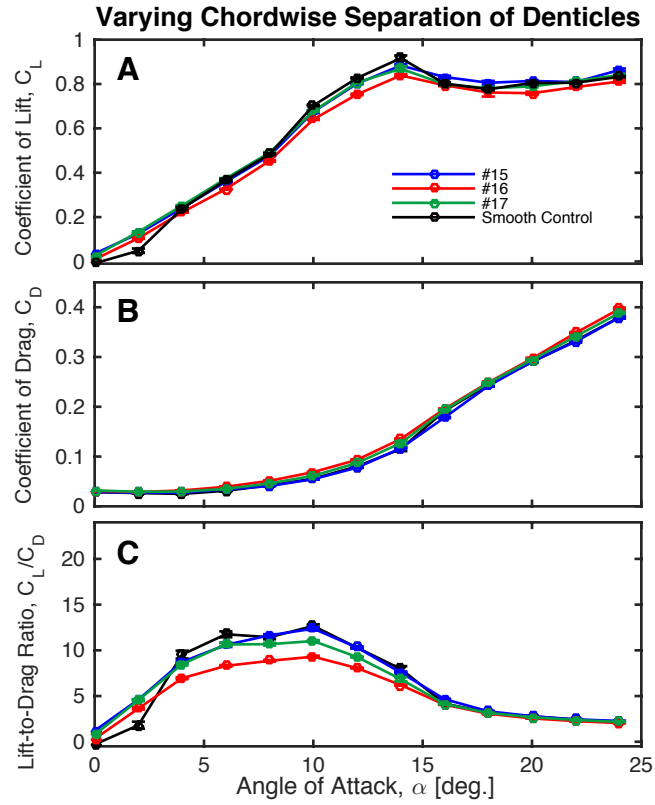 Varying Chordwise Separation of Denticles
A
Coefficient of Lift, C_L
1
0.8
0.6
0.4
0.2
0
#15
#16
#17
Smooth Control
B
Coefficient of Drag, C_D
0.4
0.3
0.2
0.1
0
C
Lift-to-Drag Ratio, C_L/C_D
20
15
10
5
0
0 5 10 15 20 25
Angle of Attack, α [deg.]